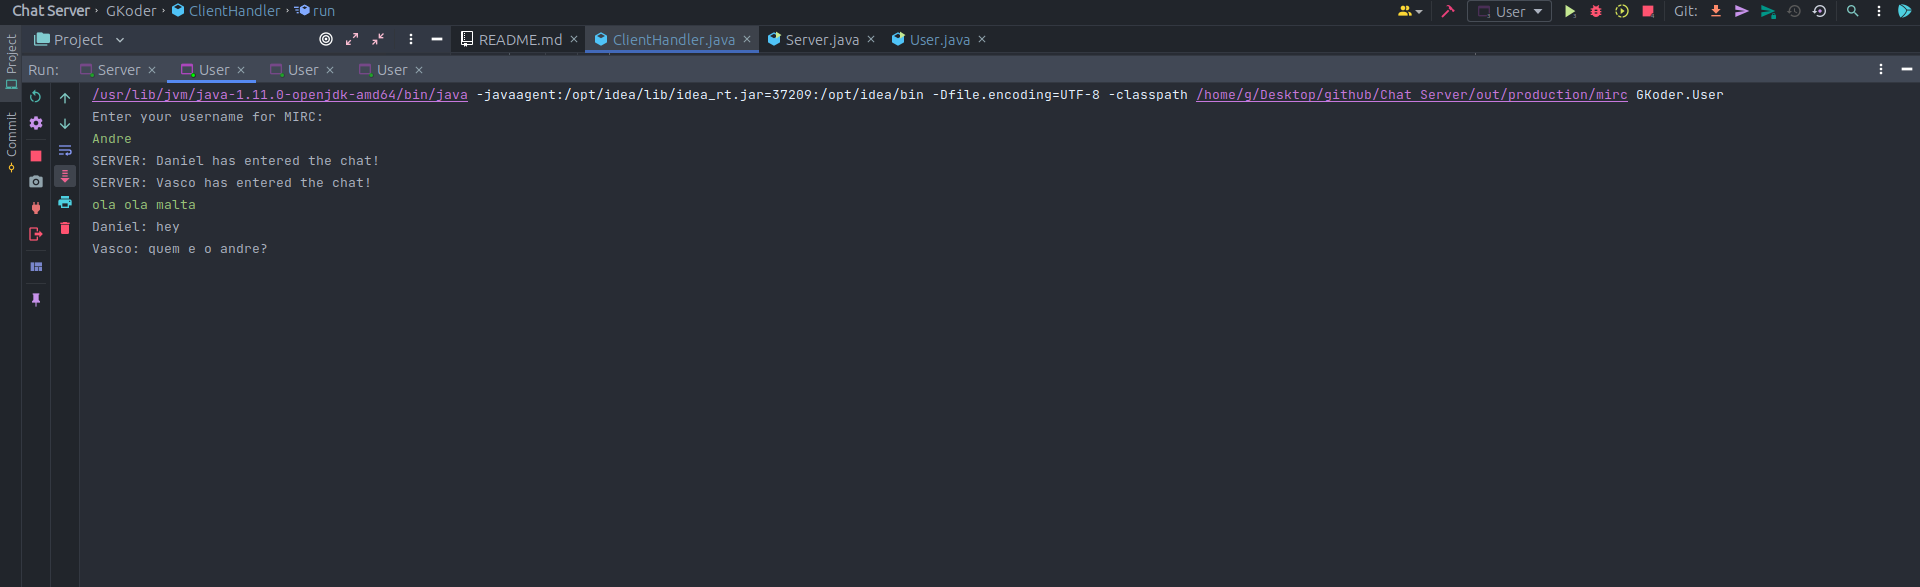 Chat Server GKoder ClientHandler run User Git:
Project README.md ClientHandler.java Server.java User.java
Project
Run: Server User User User
Commit
/usr/lib/jvm/java-1.11.0-openjdk-amd64/bin/java -javaagent:/opt/idea/lib/idea_rt.jar=37209:/opt/idea/bin -Dfile.encoding=UTF-8 -classpath /home/g/Desktop/github/Chat Server/out/production/mirc GKoder.User
Enter your username for MIRC:
Andre
SERVER: Daniel has entered the chat!
SERVER: Vasco has entered the chat!
ola ola malta
Daniel: hey
Vasco: quem e o andre?